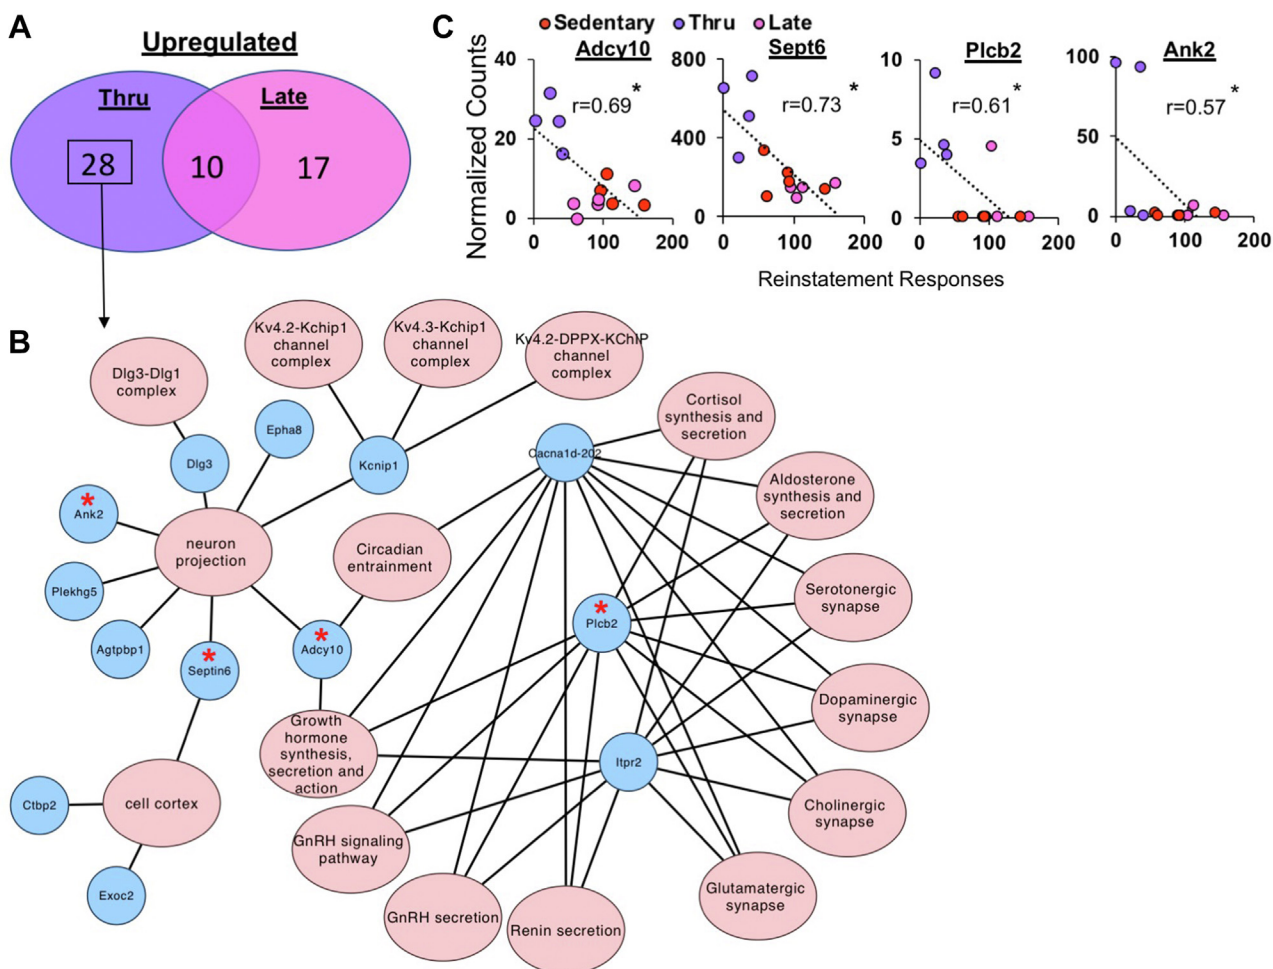 A
Upregulated
Thru
Late
28
10
17
C
Sedentary
Thru
Late
Normalized Counts
Adcy10
r=0.69
*
40
20
0
0
100
200
Sept6
r=0.73
*
800
400
0
0
100
200
Plcb2
r=0.61
*
10
5
0
0
100
200
Ank2
r=0.57
*
100
50
0
0
100
200
Reinstatement Responses
B
Dlg3-Dlg1
complex
Kv4.2-Kchip1
channel
complex
Kv4.3-Kchip1
channel
complex
Kv4.2-DPPX-KChIP
channel
complex
Epha8
Dlg3
Kcnip1
*
Ank2
neuron
projection
Plekhg5
Agtpbp1
*
Septin6
*
Adcy10
Circadian
entrainment
Cacna1d-202
Cortisol
synthesis and
secretion
Aldosterone
synthesis and
secretion
Serotonergic
synapse
*
Plcb2
Dopaminergic
synapse
Itpr2
Cholinergic
synapse
Glutamatergic
synapse
Growth
hormone
synthesis,
secretion and
action
GnRH signaling
pathway
GnRH secretion
Renin secretion
Ctbp2
cell cortex
Exoc2